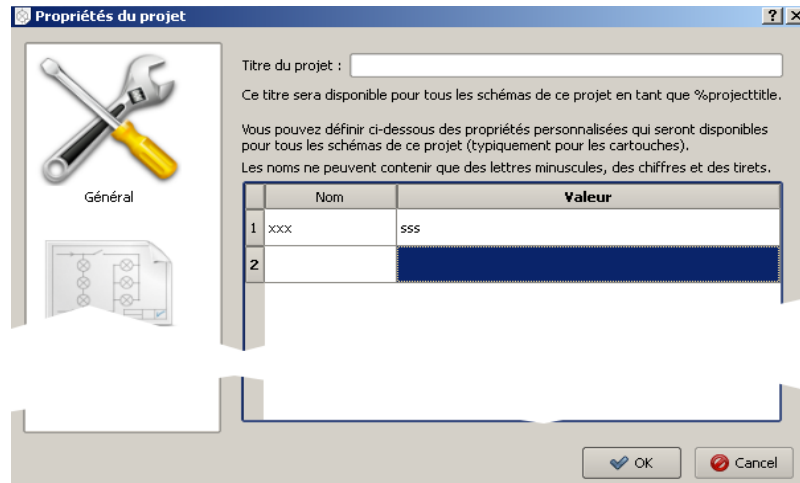 Propriétés du projet
Titre du projet :
Ce titre sera disponible pour tous les schémas de ce projet en tant que %projecttitle.
Vous pouvez définir ci-dessous des propriétés personnalisées qui seront disponibles
pour tous les schémas de ce projet (typiquement pour les cartouches).
Les noms ne peuvent contenir que des lettres minuscules, des chiffres et des tirets.
Général
Nom Valeur
1 xxx sss
2
OK Cancel